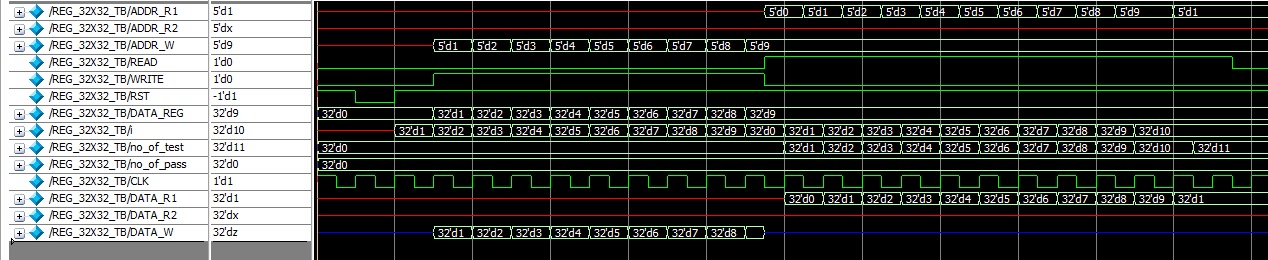 /REG_32X32_TB/ADDR_R1 5'd1 5'd0 5'd1 5'd2 5'd3 5'd4 5'd5 5'd6 5'd7 5'd8 5'd9 5'd1
/REG_32X32_TB/ADDR_R2 5'dx
/REG_32X32_TB/ADDR_W 5'd9 5'd1 5'd2 5'd3 5'd4 5'd5 5'd6 5'd7 5'd8 5'd9
/REG_32X32_TB/READ 1'd0
/REG_32X32_TB/WRITE 1'd0
/REG_32X32_TB/RST -1'd1
/REG_32X32_TB/DATA_REG 32'd9 32'd0 32'd1 32'd2 32'd3 32'd4 32'd5 32'd6 32'd7 32'd8 32'd9
/REG_32X32_TB/i 32'd10 32'd1 32'd2 32'd3 32'd4 32'd5 32'd6 32'd7 32'd8 32'd9 32'd0 32'd1 32'd2 32'd3 32'd4 32'd5 32'd6 32'd7 32'd8 32'd9 32'd10
/REG_32X32_TB/no_of_test 32'd11 32'd0 32'd1 32'd2 32'd3 32'd4 32'd5 32'd6 32'd7 32'd8 32'd9 32'd10 32'd11
/REG_32X32_TB/no_of_pass 32'd0 32'd0
/REG_32X32_TB/CLK 1'd1
/REG_32X32_TB/DATA_R1 32'd1 32'd0 32'd1 32'd2 32'd3 32'd4 32'd5 32'd6 32'd7 32'd8 32'd9 32'd1
/REG_32X32_TB/DATA_R2 32'dx
/REG_32X32_TB/DATA_W 32'dz 32'd1 32'd2 32'd3 32'd4 32'd5 32'd6 32'd7 32'd8